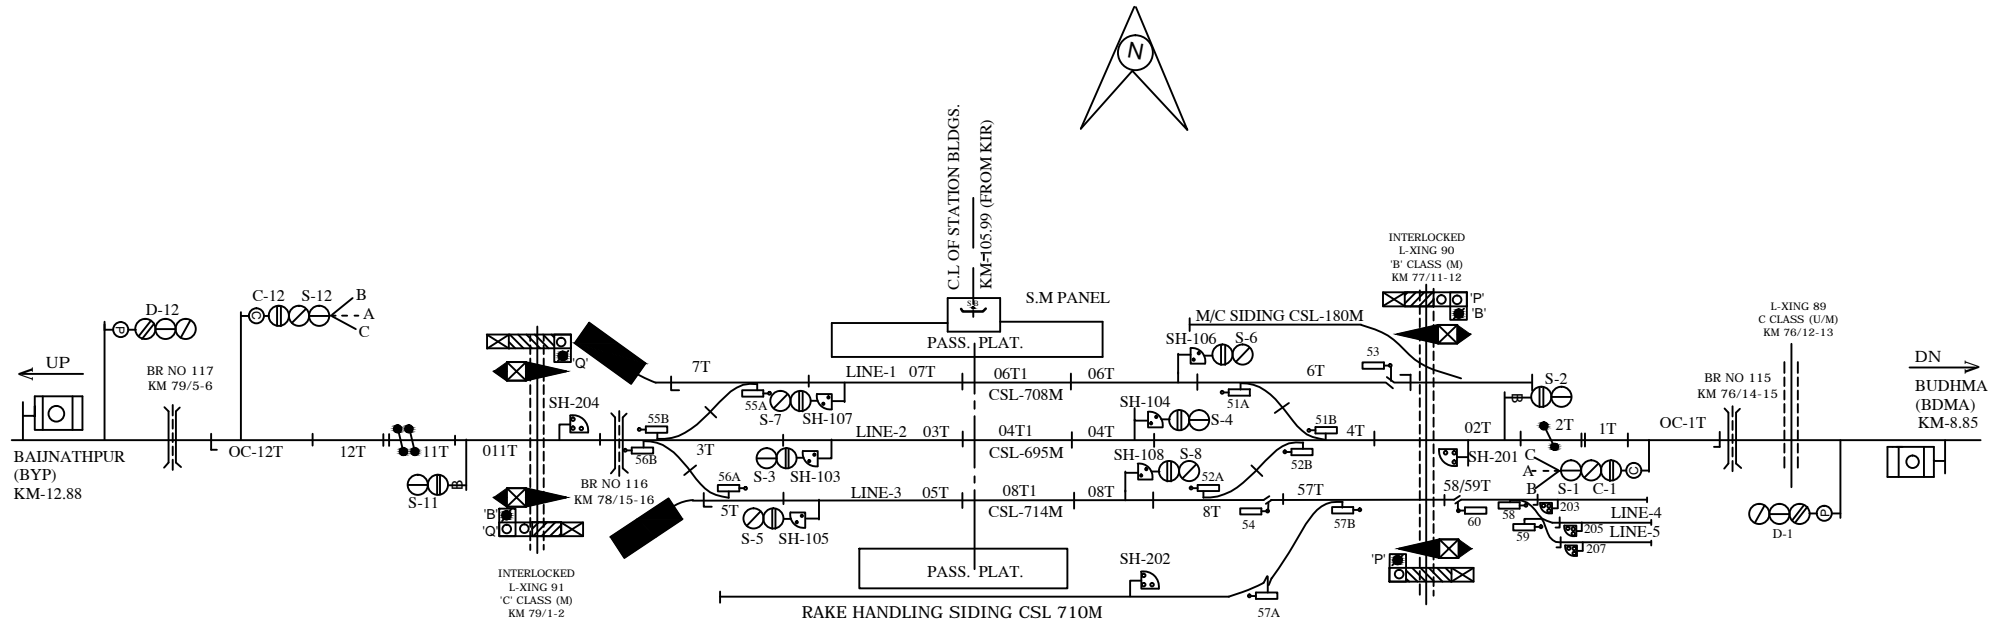 N
C.L OF STATION BLDGS.
KM-105.99 (FROM KIR)
S.M PANEL
INTERLOCKED
L-XING 90
'B' CLASS (M)
KM 77/11-12
'P'
'B'
L-XING 89
C CLASS (U/M)
KM 76/12-13
D-12
P
C-12 S-12
C
B
A
C
UP
BR NO 117
KM 79/5-6
'Q'
PASS. PLAT.
M/C SIDING CSL-180M
SH-106 S-6
53
DN
BUDHMA
(BDMA)
KM-8.85
BR NO 115
KM 76/14-15
7T
LINE-1 07T 06T1 06T 6T
CSL-708M
S-2
B
SH-204
55A
S-7 SH-107
51A
SH-104
S-4
55B
51B
OC-12T 12T 11T 011T 3T LINE-2 03T 04T1 04T 4T 02T 2T 1T OC-1T
CSL-695M
BAIJNATHPUR
(BYP)
KM-12.88
S-11
B
56B
BR NO 116
KM 78/15-16
56A
S-3 SH-103
SH-108 S-8
52A
52B
SH-201
C
A
B
S-1 C-1
C
LINE-3 05T 08T1 08T 57T 58/59T
CSL-714M
'B'
'Q'
5T
S-5 SH-105
8T
54
57B
60
58
59
203
205
207
LINE-4
LINE-5
D-1
P
INTERLOCKED
L-XING 91
'C' CLASS (M)
KM 79/1-2
PASS. PLAT.
SH-202
'P'
57A
RAKE HANDLING SIDING CSL 710M